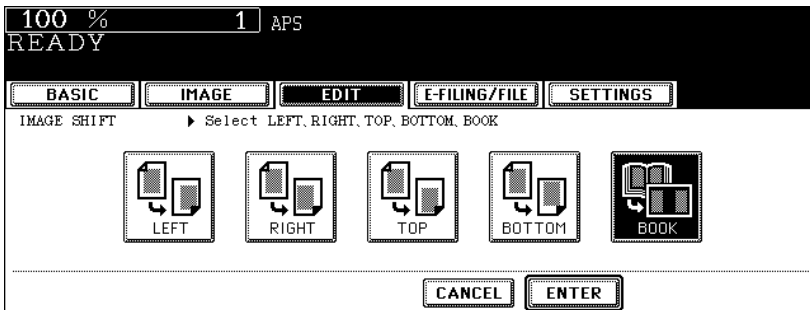 100 % 1 APS
READY
BASIC IMAGE EDIT E-FILING/FILE SETTINGS
IMAGE SHIFT ▶ Select LEFT, RIGHT, TOP, BOTTOM, BOOK
LEFT RIGHT TOP BOTTOM BOOK
CANCEL ENTER